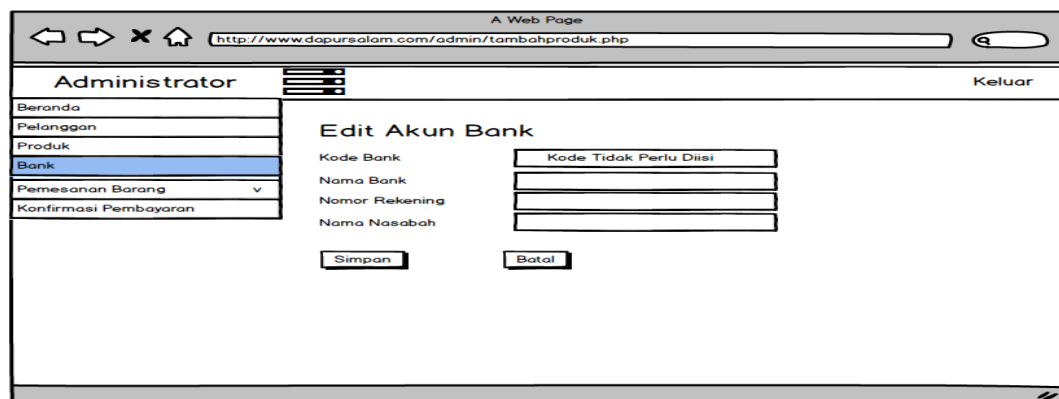 A Web Page
http://www.dapursalam.com/admin/tambahproduk.php
Administrator
Keluar
Beranda
Pelanggan
Produk
Bank
Pemesanan Barang v
Konfirmasi Pembayaran
Edit Akun Bank
Kode Bank Kode Tidak Perlu Diisi
Nama Bank
Nomor Rekening
Nama Nasabah
Simpan Batal